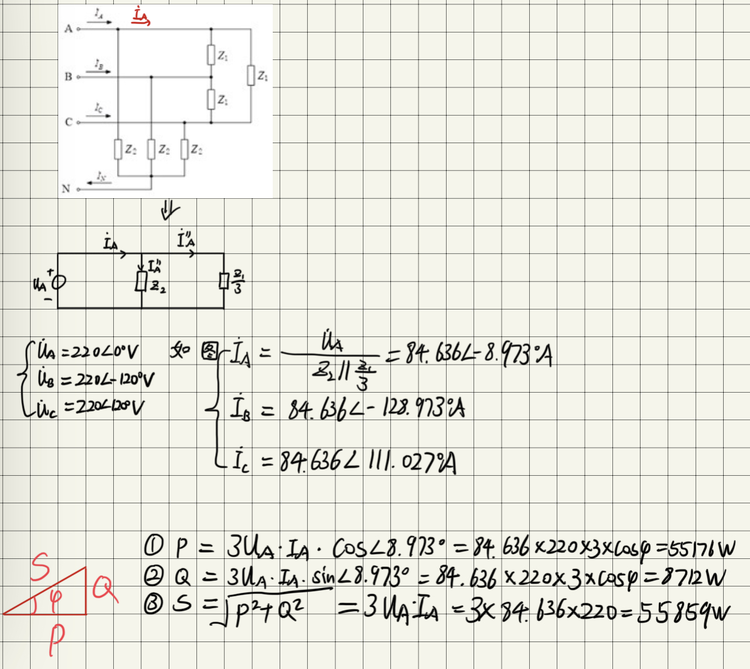 İA
A İA
B İB
C İC
N İN
Z₁
Z₁
Z₁
Z₂ Z₂ Z₂
⇓
İA İ"A
U̇A + −
İ"A
Z₂
Z₁/3
U̇A = 220∠0°V
U̇B = 220∠-120°V
U̇C = 220∠120°V
如图
İA = U̇A / (Z₂ // Z₁/3) = 84.636∠-8.973°A
İB = 84.636∠-128.973°A
İC = 84.636∠111.027°A
① P = 3UA·IA·cos∠8.973° = 84.636×220×3×cosφ=55176W
② Q = 3UA·IA·sin∠8.973° = 84.636×220×3×cosφ=8712W
③ S = √(P²+Q²) = 3UA·IA = 3×84.636×220=55859W
S
Q
φ
P